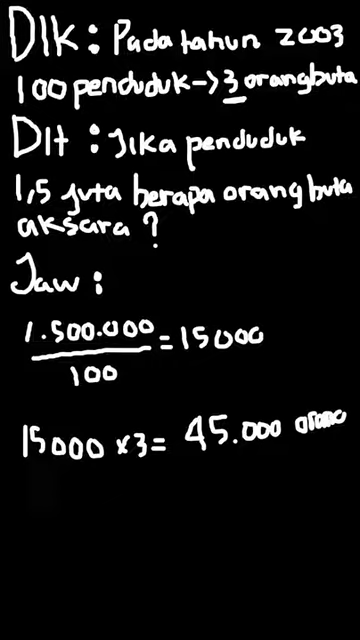 DIK : Pada tahun 2003
100 penduduk -> 3 orang buta
DIt : Jika penduduk
1,5 juta berapa orang buta
aksara ?
Jaw :
1.500.000
100
= 15000
15000 x 3 = 45.000 orang